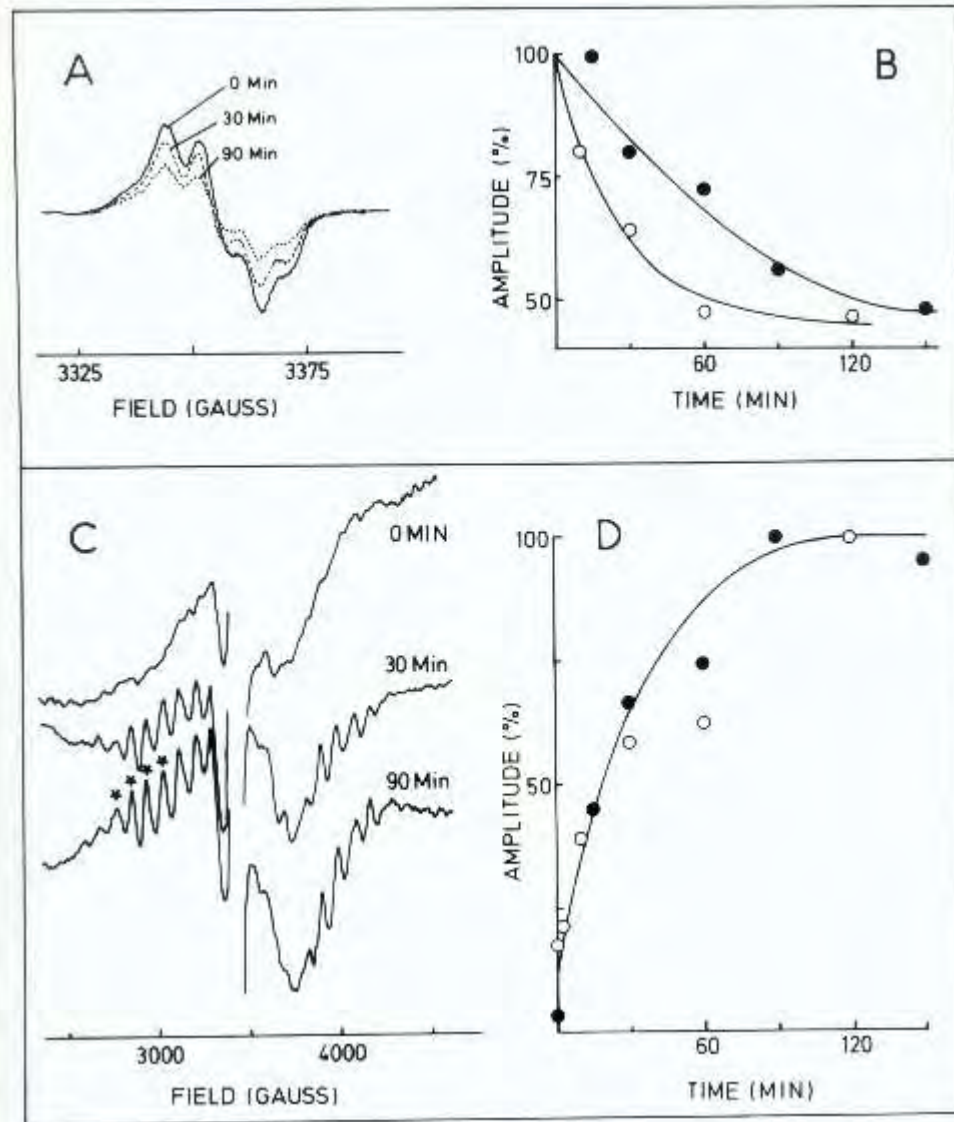 A
0 Min
30 Min
90 Min
3325 3375
FIELD (GAUSS)
B
100
75
50
AMPLITUDE (%)
60 120
TIME (MIN)
C
0 MIN
30 Min
90 Min
* * * *
3000 4000
FIELD (GAUSS)
D
100
50
AMPLITUDE (%)
60 120
TIME (MIN)